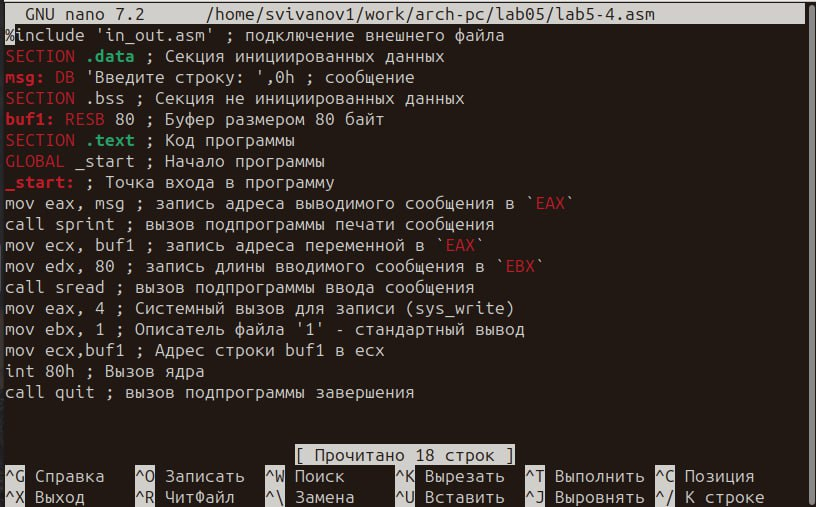 GNU nano 7.2 /home/svivanov1/work/arch-pc/lab05/lab5-4.asm
%include 'in_out.asm' ; подключение внешнего файла
SECTION .data ; Секция инициированных данных
msg: DB 'Введите строку: ',0h ; сообщение
SECTION .bss ; Секция не инициированных данных
buf1: RESB 80 ; Буфер размером 80 байт
SECTION .text ; Код программы
GLOBAL _start ; Начало программы
_start: ; Точка входа в программу
mov eax, msg ; запись адреса выводимого сообщения в `EAX`
call sprint ; вызов подпрограммы печати сообщения
mov ecx, buf1 ; запись адреса переменной в `EAX`
mov edx, 80 ; запись длины вводимого сообщения в `EBX`
call sread ; вызов подпрограммы ввода сообщения
mov eax, 4 ; Системный вызов для записи (sys_write)
mov ebx, 1 ; Описатель файла '1' - стандартный вывод
mov ecx,buf1 ; Адрес строки buf1 в ecx
int 80h ; Вызов ядра
call quit ; вызов подпрограммы завершения
[ Прочитано 18 строк ]
^G Справка ^O Записать ^W Поиск ^K Вырезать ^T Выполнить ^C Позиция
^X Выход ^R ЧитФайл ^\ Замена ^U Вставить ^J Выровнять ^/ К строке